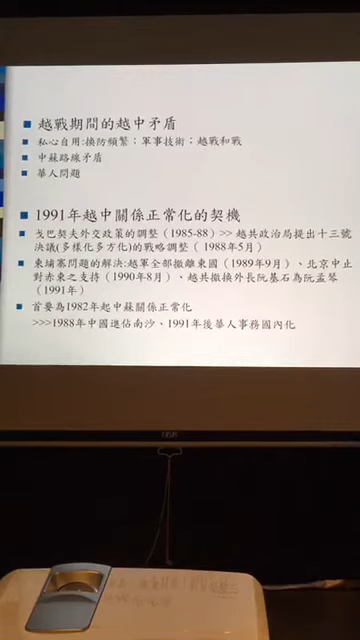 越戰期間的越中矛盾
私心自用:換防頻繁；軍事技術；越戰和戰
中蘇路線矛盾
華人問題
1991年越中關係正常化的契機
戈巴契夫外交政策的調整（1985-88）>> 越共政治局提出十三號
決議(多樣化多方化)的戰略調整（1988年5月）
柬埔寨問題的解決:越軍全部撤離柬國（1989年9月）、北京中止
對赤柬之支持（1990年8月）、越共撤換外長阮基石為阮孟琴
（1991年）
首要為1982年起中蘇關係正常化
>>>1988年中國進佔南沙、1991年後華人事務國內化